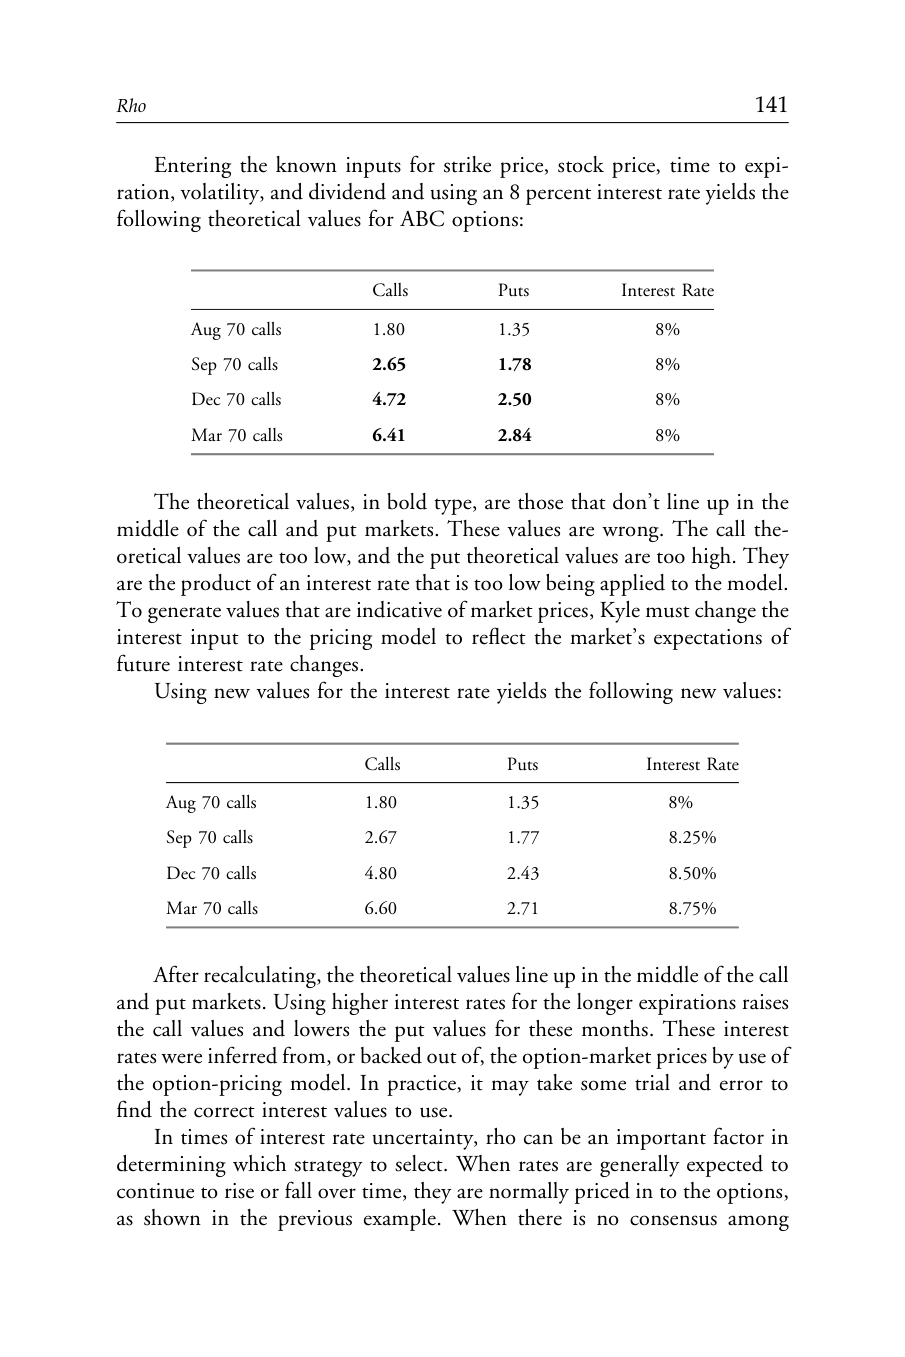 Rho 141
Entering the known inputs for strike price, stock price, time to expi-
ration, volatility, and dividend and using an 8 percent interest rate yields the
following theoretical values for ABC options:
Calls Puts Interest Rate
Aug 70 calls 1.80 1.35 8%
Sep 70 calls 2.65 1.78 8%
Dec 70 calls 4.72 2.50 8%
Mar 70 calls 6.41 2.84 8%
The theoretical values, in bold type, are those that don’t line up in the
middle of the call and put markets. These values are wrong. The call the-
oretical values are too low, and the put theoretical values are too high. They
are the product of an interest rate that is too low being applied to the model.
To generate values that are indicative of market prices, Kyle must change the
interest input to the pricing model to reflect the market’s expectations of
future interest rate changes.
Using new values for the interest rate yields the following new values:
Calls Puts Interest Rate
Aug 70 calls 1.80 1.35 8%
Sep 70 calls 2.67 1.77 8.25%
Dec 70 calls 4.80 2.43 8.50%
Mar 70 calls 6.60 2.71 8.75%
After recalculating, the theoretical values line up in the middle of the call
and put markets. Using higher interest rates for the longer expirations raises
the call values and lowers the put values for these months. These interest
rates were inferred from, or backed out of, the option-market prices by use of
the option-pricing model. In practice, it may take some trial and error to
find the correct interest values to use.
In times of interest rate uncertainty, rho can be an important factor in
determining which strategy to select. When rates are generally expected to
continue to rise or fall over time, they are normally priced in to the options,
as shown in the previous example. When there is no consensus among